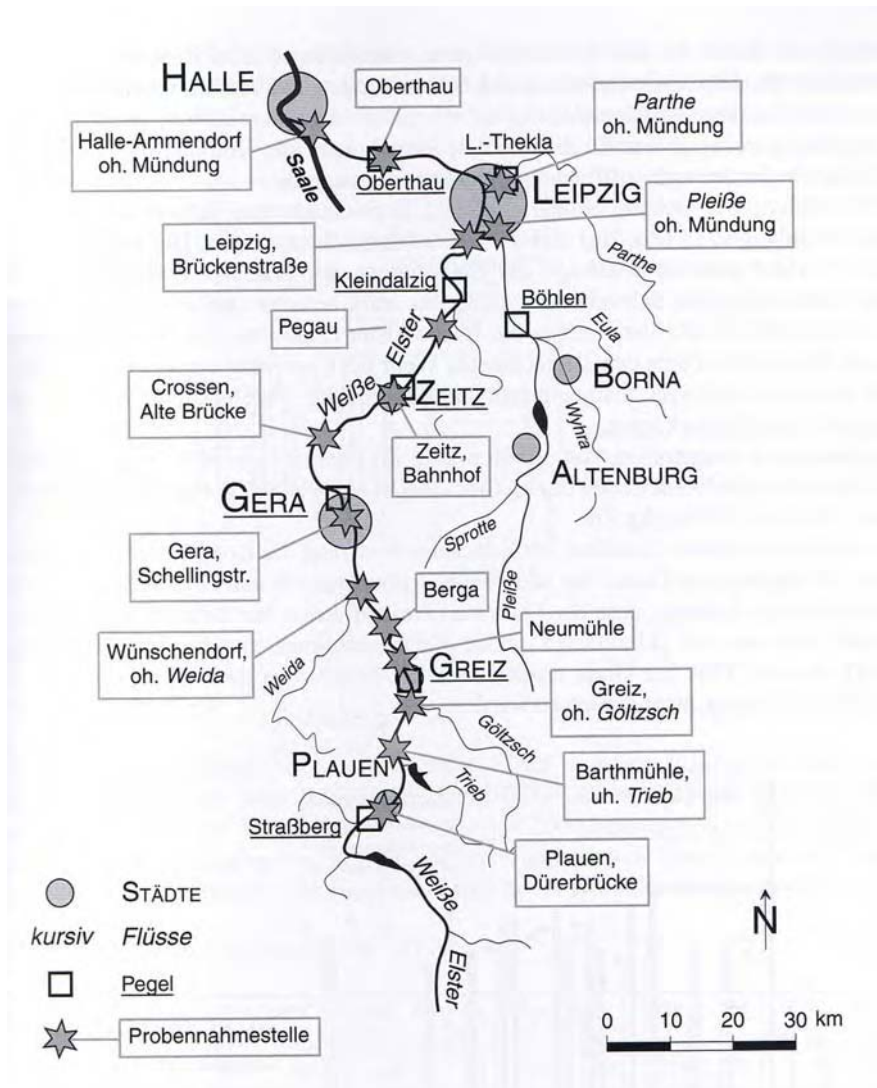 HALLE
Oberthau
Parthe
oh. Mündung
Halle-Ammendorf
oh. Mündung
Saale
L.-Thekla
Oberthau
LEIPZIG
Pleiße
oh. Mündung
Leipzig,
Brückenstraße
Parthe
Kleindalzig
Böhlen
Eula
Pegau
Elster
Crossen,
Alte Brücke
Weiße
ZEITZ
BORNA
Wyhra
Zeitz,
Bahnhof
ALTENBURG
GERA
Sprotte
Gera,
Schellingstr.
Pleiße
Berga
Neumühle
Wünschendorf,
oh. Weida
Weida
GREIZ
Greiz,
oh. Göltzsch
Göltzsch
PLAUEN
Trieb
Barthmühle,
uh. Trieb
Straßberg
Plauen,
Dürerbrücke
Weiße
Elster
STÄDTE
kursiv Flüsse
Pegel
Probennahmestelle
N
0 10 20 30 km